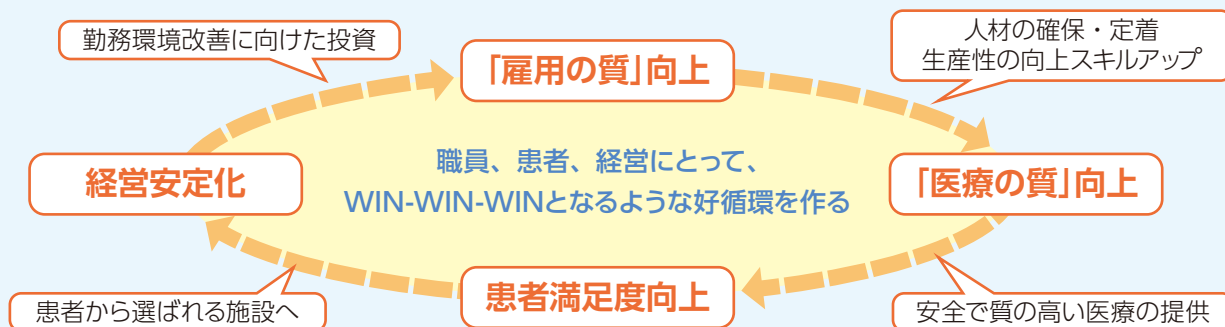 勤務環境改善に向けた投資
「雇用の質」向上
人材の確保・定着
生産性の向上スキルアップ
経営安定化
職員、患者、経営にとって、
WIN-WIN-WINとなるような好循環を作る
「医療の質」向上
患者から選ばれる施設へ
患者満足度向上
安全で質の高い医療の提供